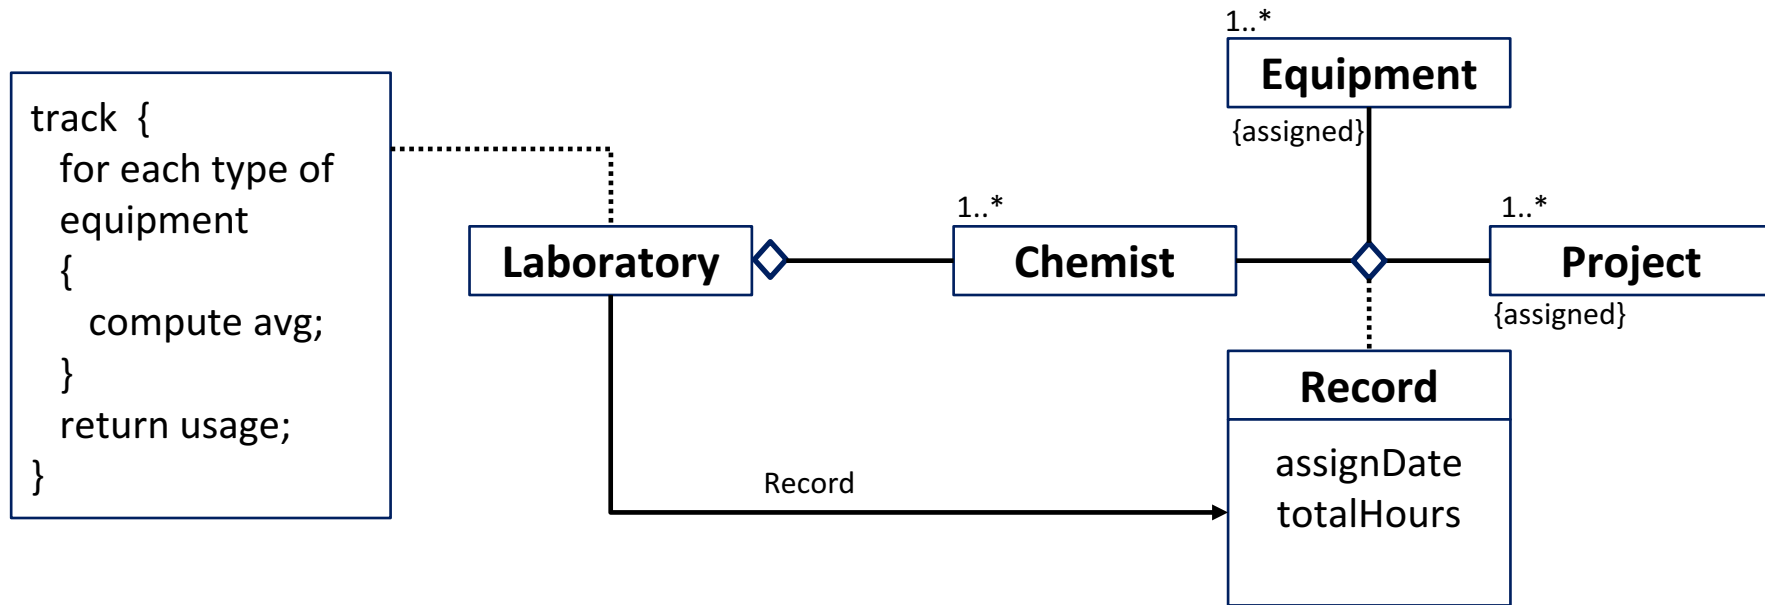 track {
for each type of
equipment
{
compute avg;
}
return usage;
}
Laboratory
1..*
Chemist
1..*
Equipment
{assigned}
1..*
Project
{assigned}
Record
Record
assignDate
totalHours